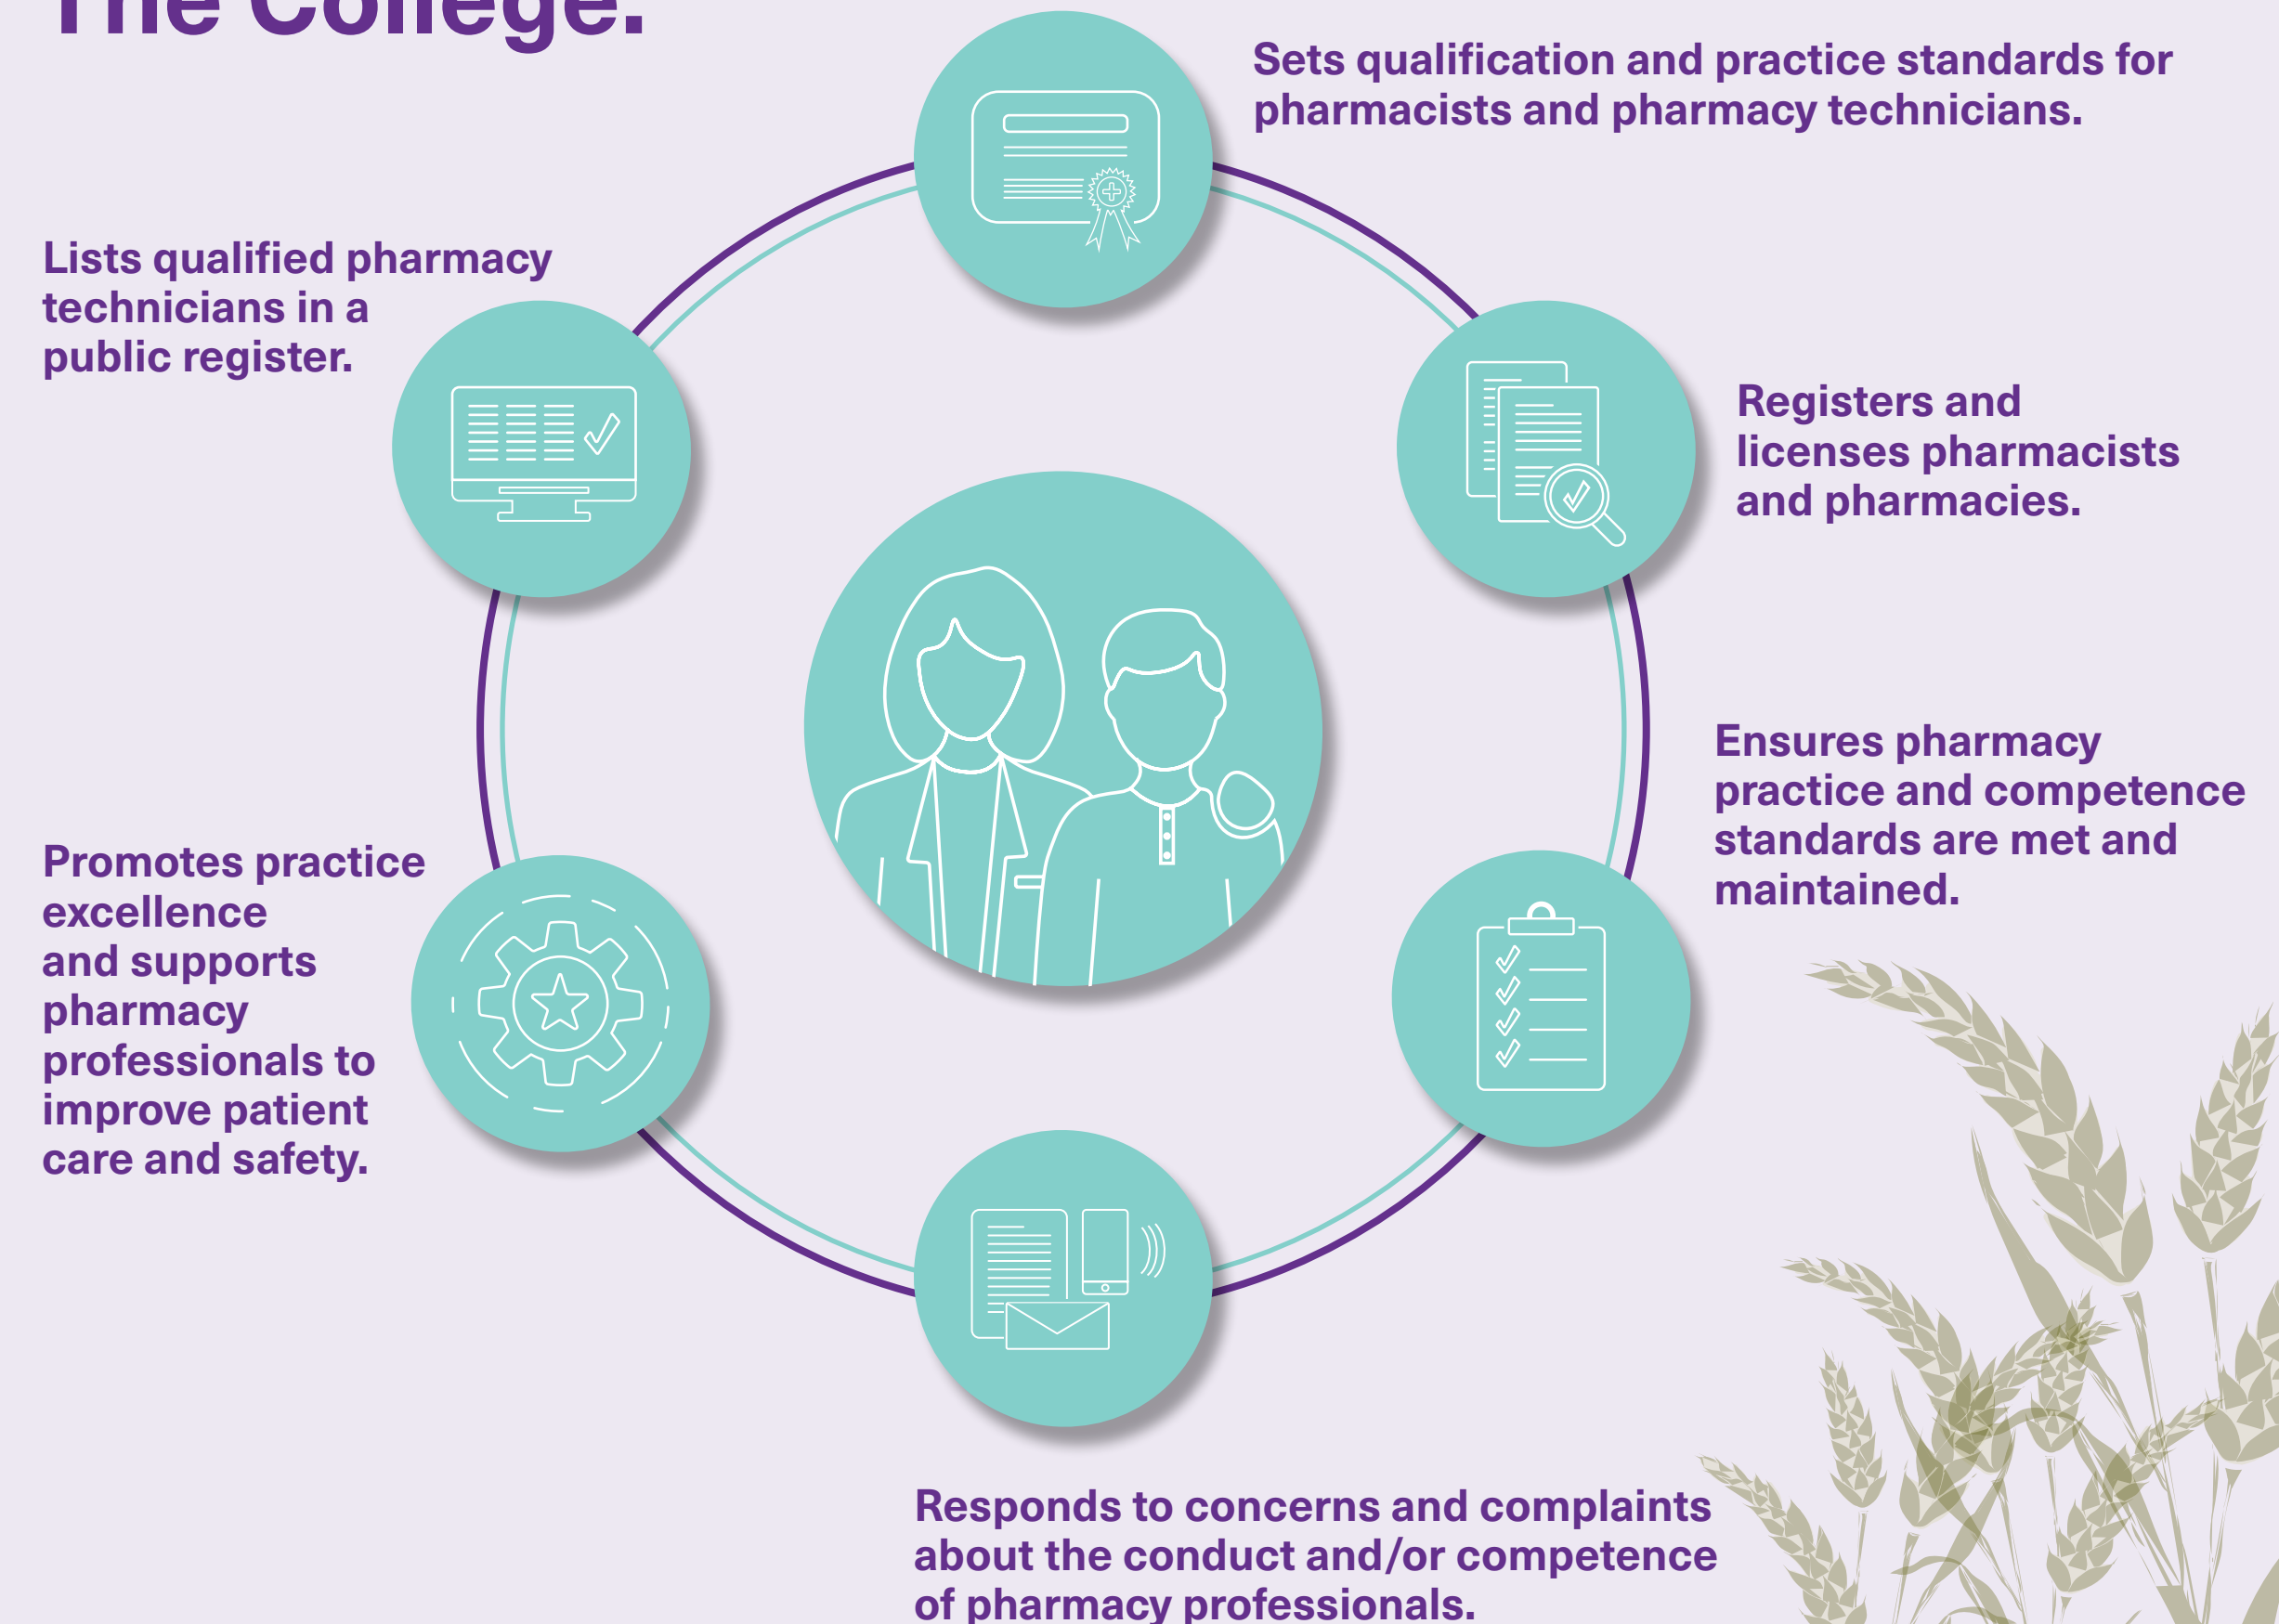 The College:
Sets qualification and practice standards for
pharmacists and pharmacy technicians.
Registers and
licenses pharmacists
and pharmacies.
Ensures pharmacy
practice and competence
standards are met and
maintained.
Responds to concerns and complaints
about the conduct and/or competence
of pharmacy professionals.
Promotes practice
excellence
and supports
pharmacy
professionals to
improve patient
care and safety.
Lists qualified pharmacy
technicians in a
public register.